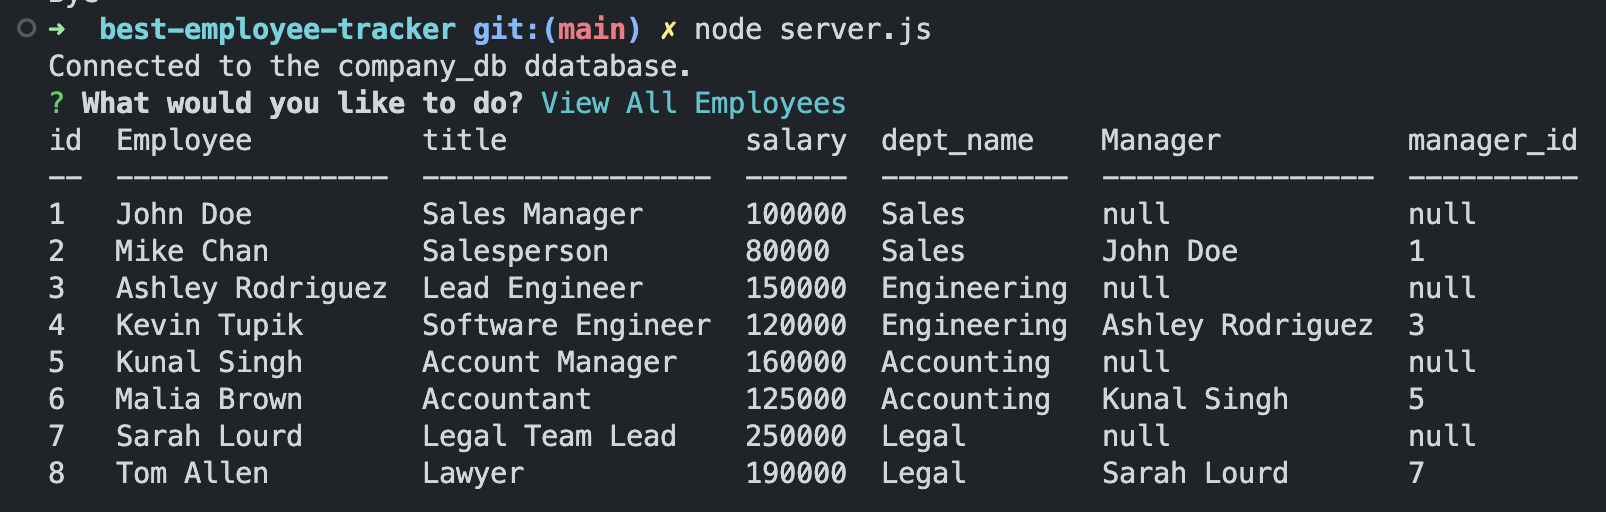 ➜ best-employee-tracker git:(main) ✗ node server.js
Connected to the company_db ddatabase.
? What would you like to do? View All Employees
id  Employee          title              salary  dept_name    Manager           manager_id
--  ----------------  -----------------  ------  -----------  ----------------  ----------
1   John Doe          Sales Manager      100000  Sales        null              null
2   Mike Chan         Salesperson        80000   Sales        John Doe          1
3   Ashley Rodriguez  Lead Engineer      150000  Engineering  null              null
4   Kevin Tupik       Software Engineer  120000  Engineering  Ashley Rodriguez  3
5   Kunal Singh       Account Manager    160000  Accounting   null              null
6   Malia Brown       Accountant         125000  Accounting   Kunal Singh       5
7   Sarah Lourd       Legal Team Lead    250000  Legal        null              null
8   Tom Allen         Lawyer             190000  Legal        Sarah Lourd       7